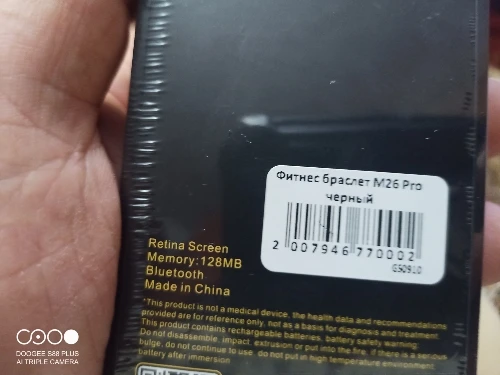 Фитнес браслет M26 Pro
черный
2 007946 770002
GS0910
Retina Screen
Memory:128MB
Bluetooth
Made in China
*This product is not a medical device, the health data and recommendations
provided are for reference only, not as a basis for diagnosis and treatment
This product contains rechargeable batteries, battery safety warning:
Do not disassemble, impact, extrusion or put into the fire, if there is a serious
bulge, do not continue to use, do not put in high temperature environment
battery after immersion
DOOGEE S88 PLUS
AI TRIPLE CAMERA